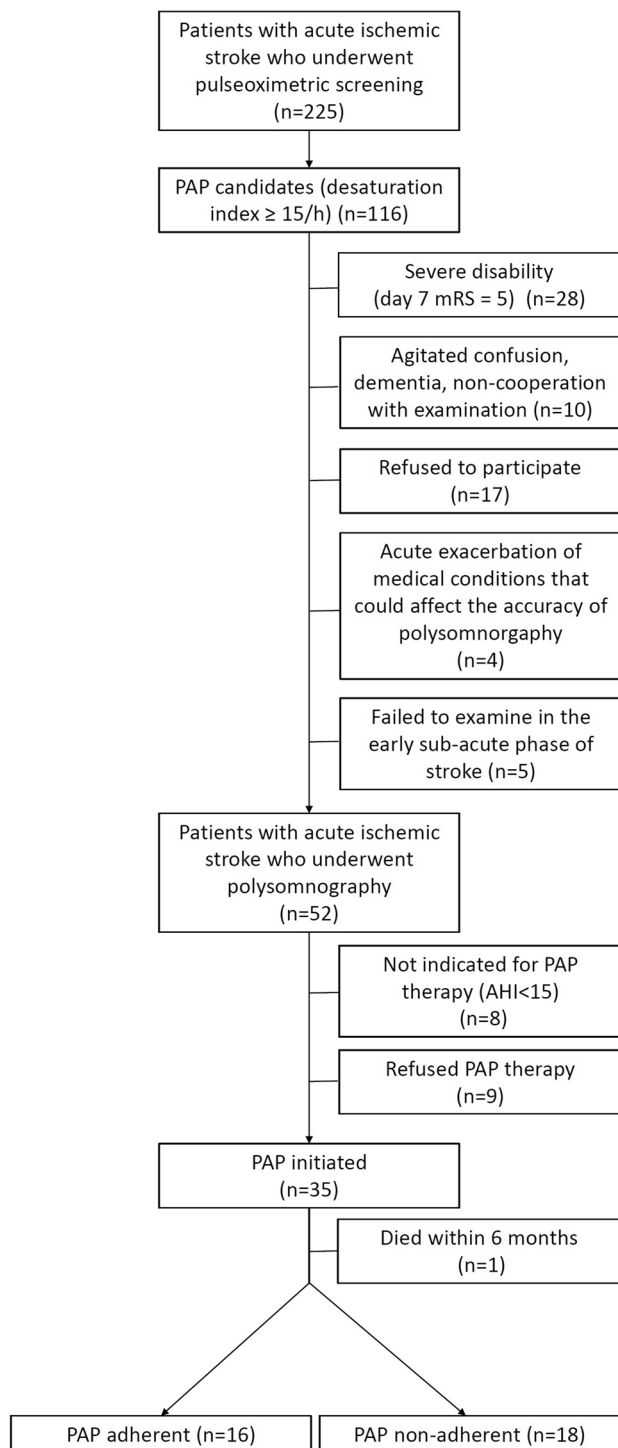 Patients with acute ischemic
stroke who underwent
pulseoximetric screening
(n=225)
PAP candidates (desaturation
index ≥ 15/h) (n=116)
Severe disability
(day 7 mRS = 5) (n=28)
Agitated confusion,
dementia, non-cooperation
with examination (n=10)
Refused to participate
(n=17)
Acute exacerbation of
medical conditions that
could affect the accuracy of
polysomnorgaphy
(n=4)
Failed to examine in the
early sub-acute phase of
stroke (n=5)
Patients with acute ischemic
stroke who underwent
polysomnography
(n=52)
Not indicated for PAP
therapy (AHI<15)
(n=8)
Refused PAP therapy
(n=9)
PAP initiated
(n=35)
Died within 6 months
(n=1)
PAP adherent (n=16)
PAP non-adherent (n=18)